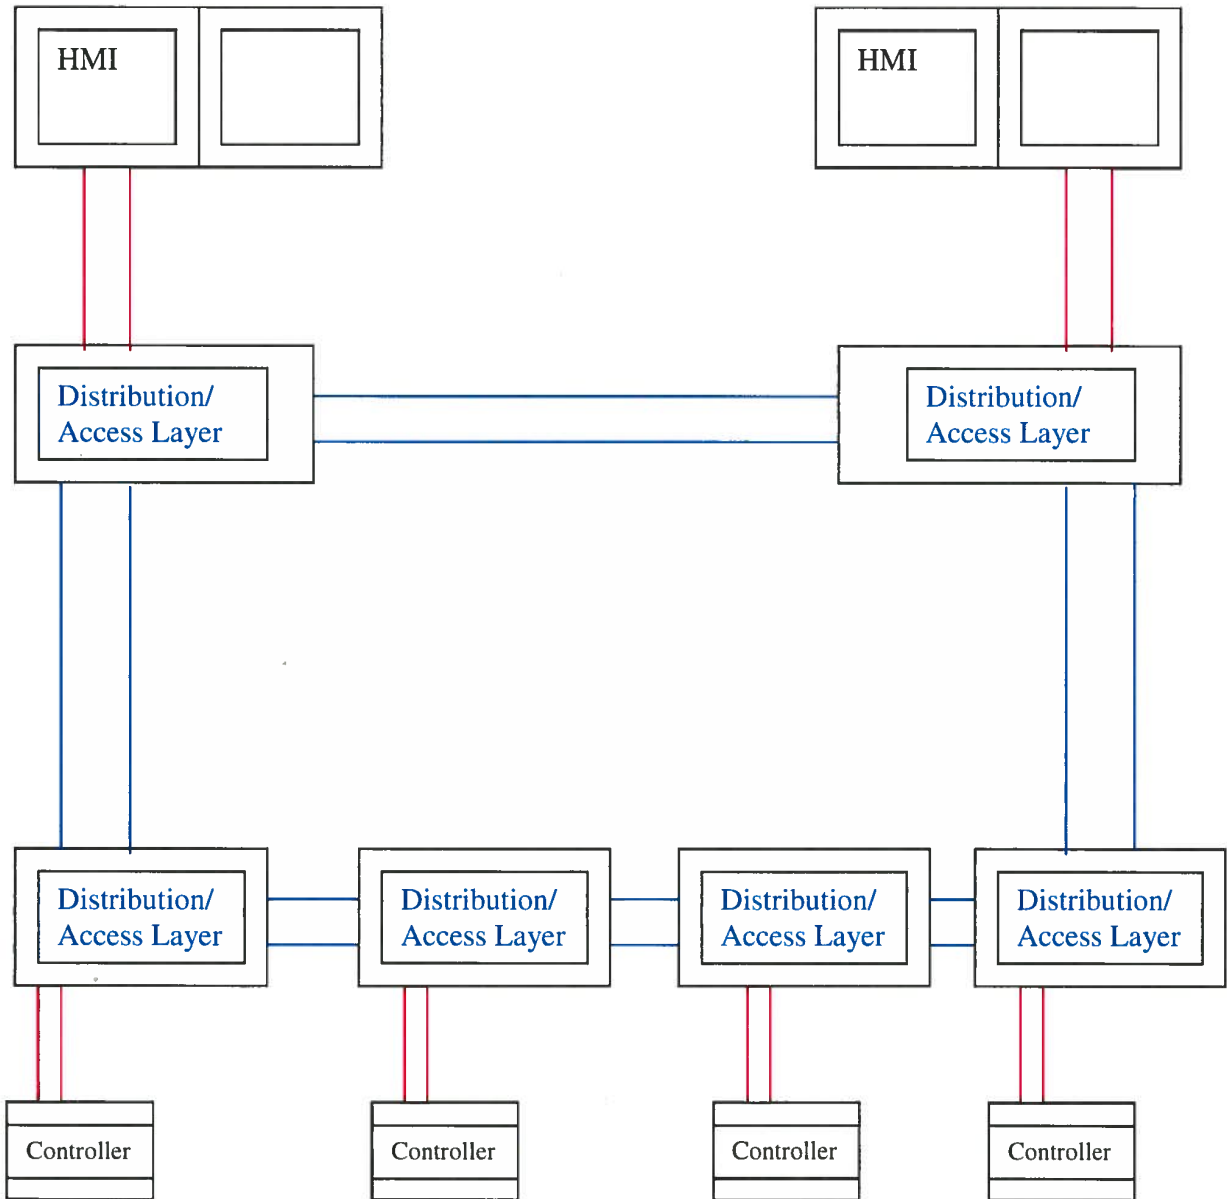 HMI
HMI
Distribution/
Access Layer
Distribution/
Access Layer
Distribution/
Access Layer
Distribution/
Access Layer
Distribution/
Access Layer
Distribution/
Access Layer
Controller
Controller
Controller
Controller